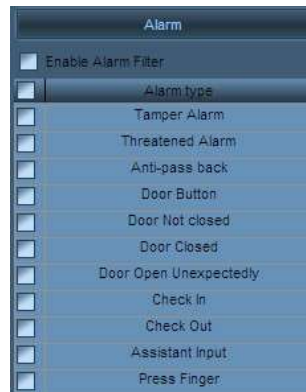 Alarm
Enable Alarm Filter
Alarm type
Tamper Alarm
Threatened Alarm
Anti-pass back
Door Button
Door Not closed
Door Closed
Door Open Unexpectedly
Check In
Check Out
Assistant Input
Press Finger